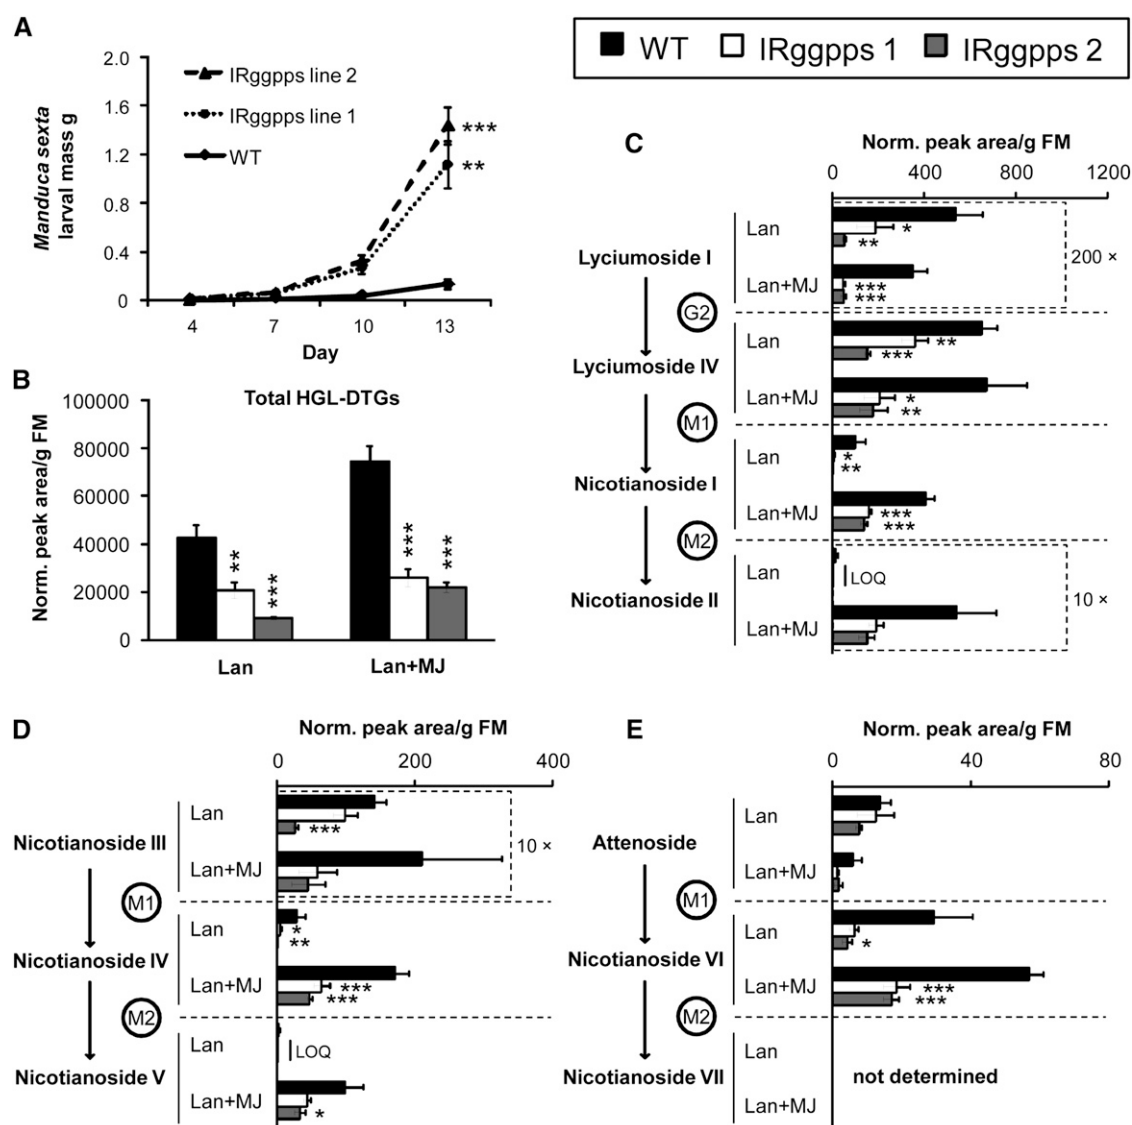 A
2.0
1.6
1.2
0.8
0.4
0
Manduca sexta
larval mass g
IRggpps line 2
IRggpps line 1
WT
***
**
4 7 10 13
Day
WT IRggpps 1 IRggpps 2
B
Total HGL-DTGs
Norm. peak area/g FM
100000
80000
60000
40000
20000
0
**
***
***
***
Lan Lan+MJ
C
Norm. peak area/g FM
0 400 800 1200
Lyciumoside I
Lan
*
**
200 ×
Lan+MJ
***
***
G2
Lyciumoside IV
Lan
**
***
Lan+MJ
*
**
M1
Nicotianoside I
Lan
*
**
Lan+MJ
***
***
M2
Nicotianoside II
Lan
LOQ
10 ×
Lan+MJ
D
Norm. peak area/g FM
0 200 400
Nicotianoside III
Lan
***
10 ×
Lan+MJ
M1
Nicotianoside IV
Lan
*
**
Lan+MJ
***
***
M2
Nicotianoside V
Lan
LOQ
Lan+MJ
*
E
Norm. peak area/g FM
0 40 80
Attenoside
Lan
Lan+MJ
M1
Nicotianoside VI
Lan
*
Lan+MJ
***
***
M2
Nicotianoside VII
Lan
not determined
Lan+MJ